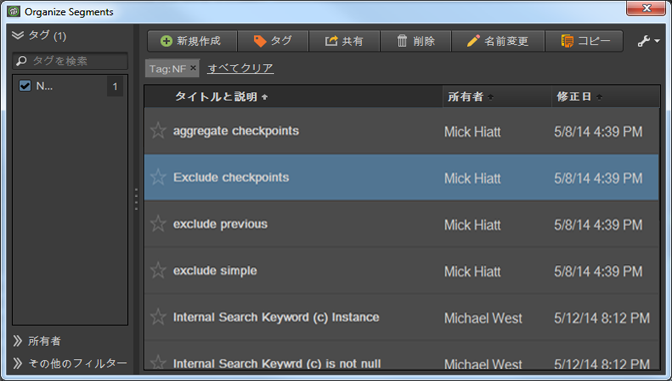 Organize Segments
タグ (1)
新規作成 タグ 共有 削除 名前変更 コピー
タグを検索
Tag: NF × すべてクリア
N... 1
タイトルと説明 所有者 修正日
aggregate checkpoints Mick Hiatt 5/8/14 4:39 PM
Exclude checkpoints Mick Hiatt 5/8/14 4:39 PM
exclude previous Mick Hiatt 5/8/14 4:39 PM
exclude simple Mick Hiatt 5/8/14 4:39 PM
Internal Search Keyword (c) Instance Michael West 5/12/14 8:12 PM
Internal Search Keywrd (c) is not null Michael West 5/12/14 8:12 PM
所有者
その他のフィルター